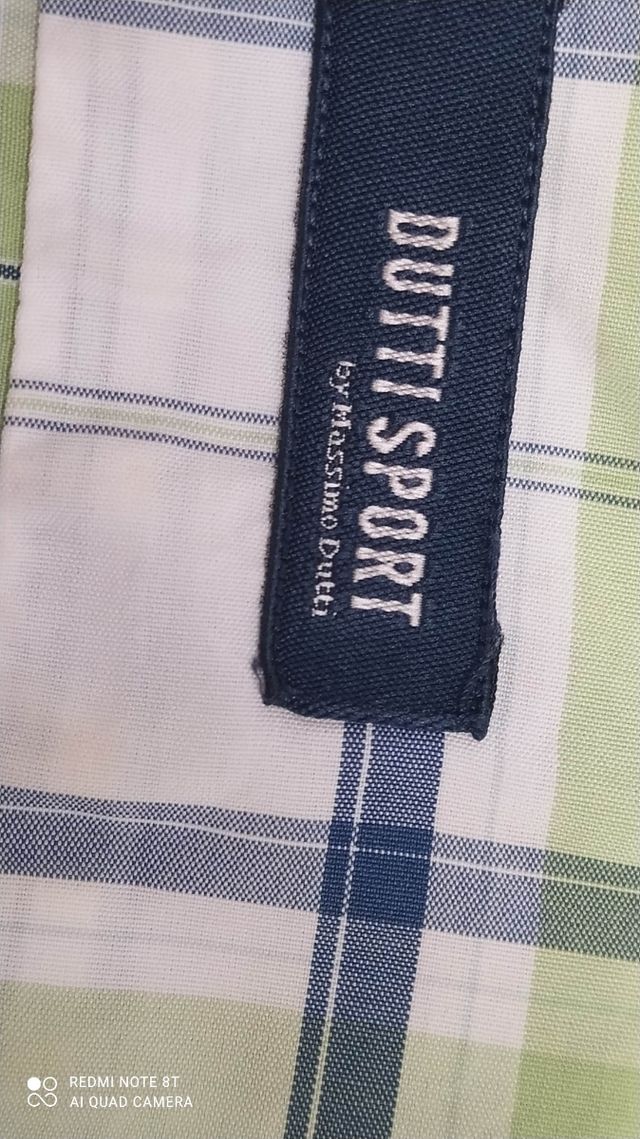 DUTTI SPORT
by Massimo Dutti
REDMI NOTE 8T
AI QUAD CAMERA